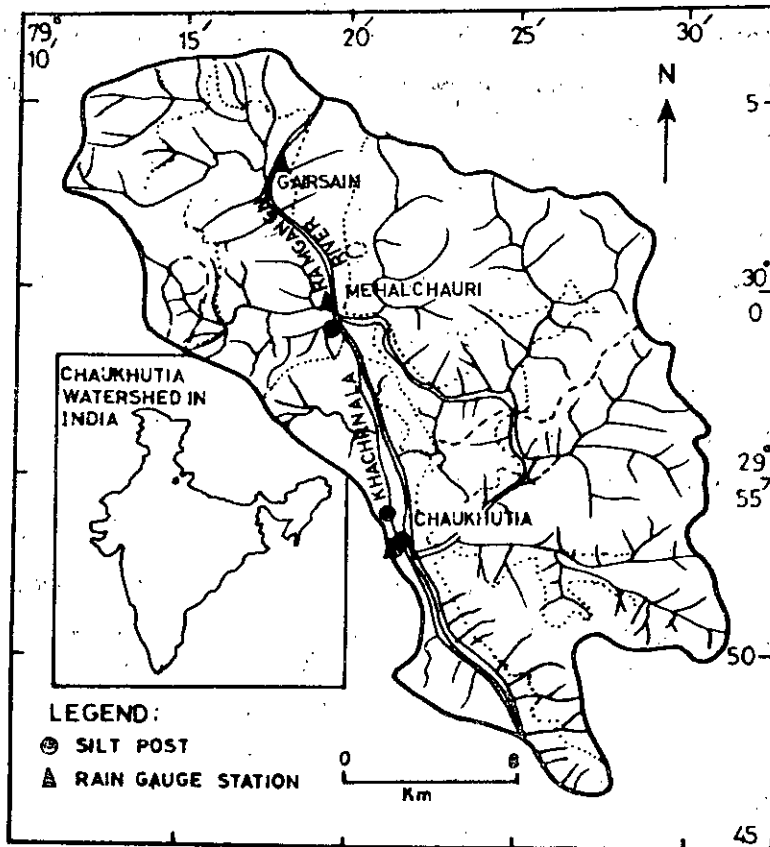 79°
10′
15′
20′
25′
30′
N
5
GAIRSAIN
RAMGANGA
RIVER
MEHALCHAURI
30°
0
CHAUKHUTIA
WATERSHED IN
INDIA
KHACHRNALA
29°
55′
CHAUKHUTIA
50
LEGEND:
SILT POST
RAIN GAUGE STATION
0
8
Km
45